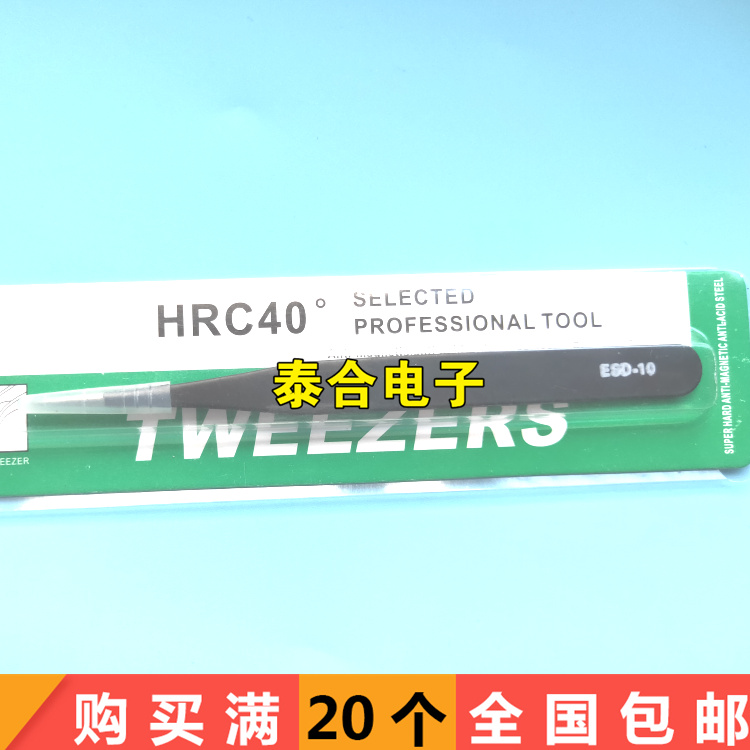 HRC40°
SELECTED
PROFESSIONAL TOOL
泰合电子
ESD-10
TWEEZERS
EEZER
SUPER HARD ANTI-MAGNETIC ANTI-ACID STEEL
购买满20个全国包邮